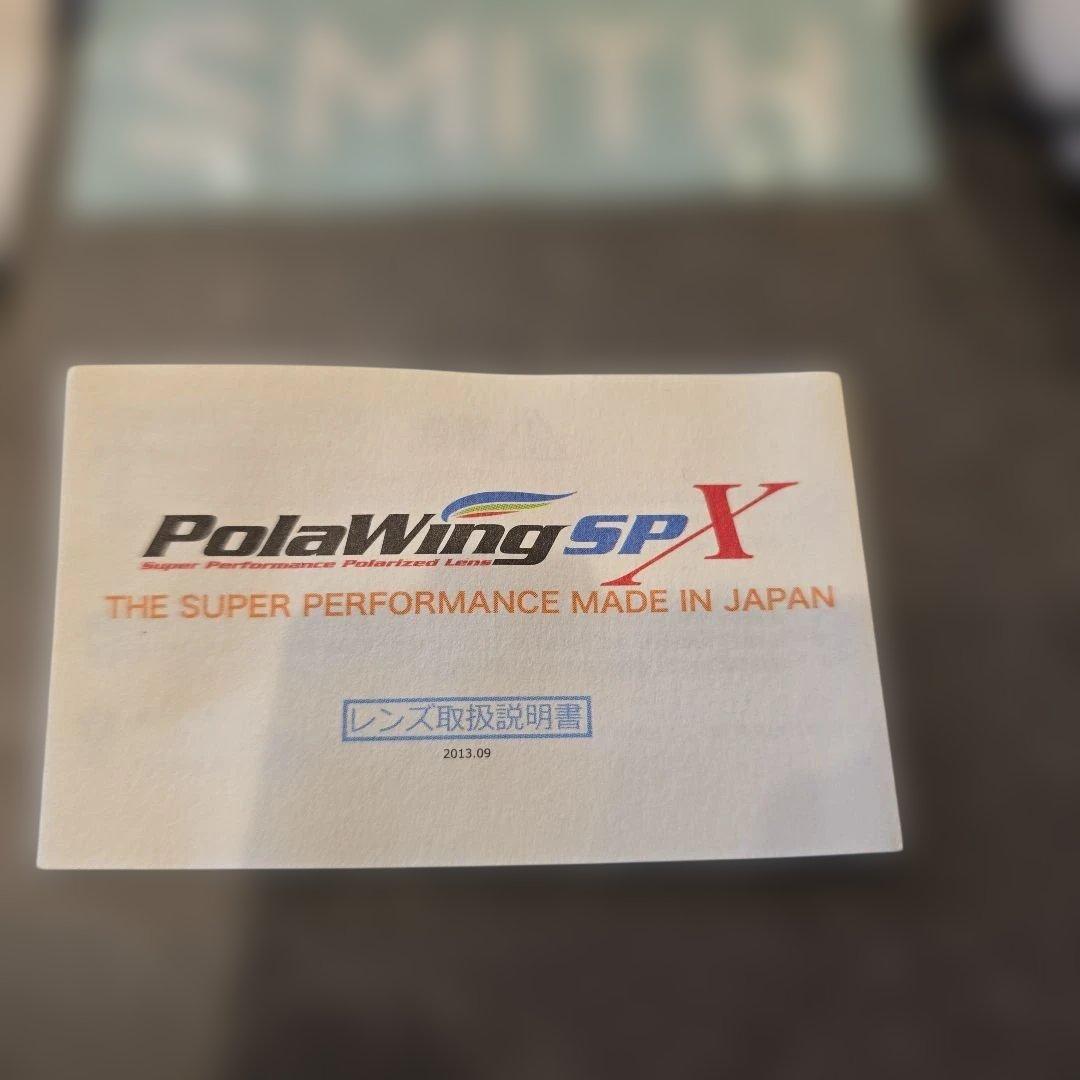 SMITH
PolaWing SPX
Super Performance Polarized Lens
THE SUPER PERFORMANCE MADE IN JAPAN
レンズ取扱説明書
2013.09